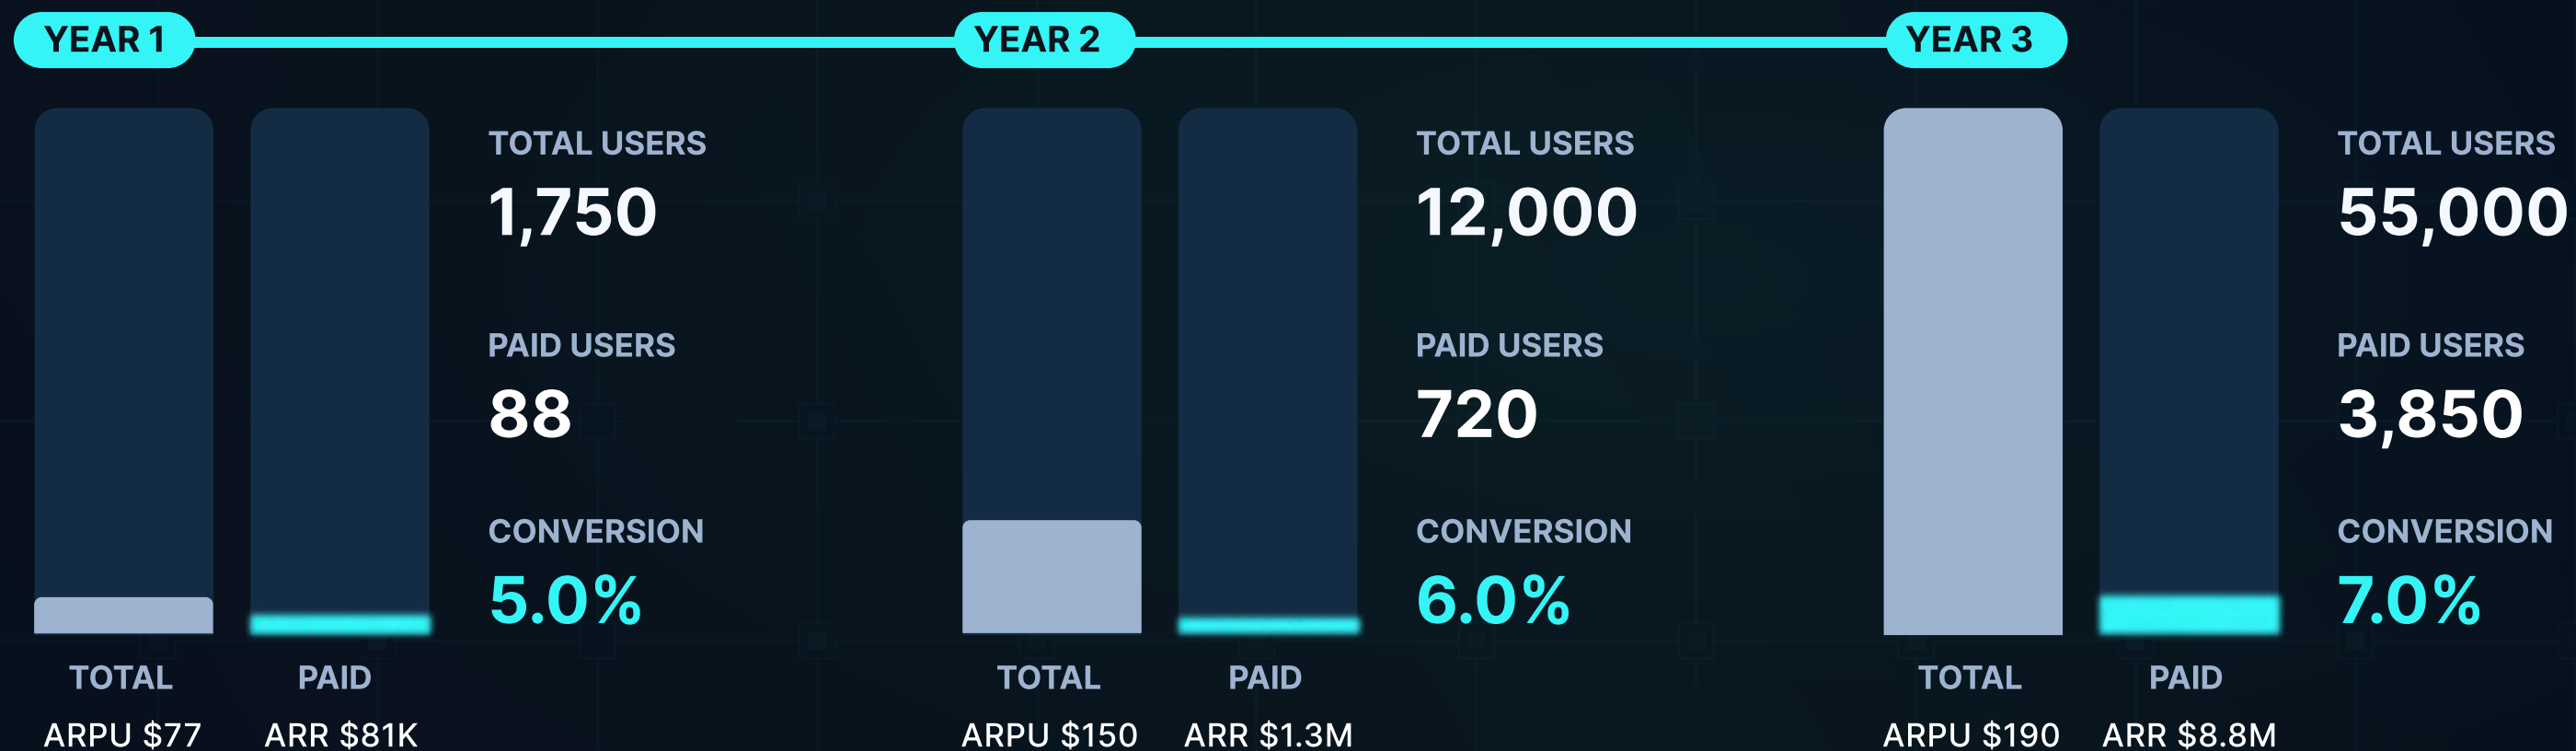 YEAR 1
TOTAL USERS
1,750
PAID USERS
88
CONVERSION
5.0%
TOTAL
PAID
ARPU $77
ARR $81K
YEAR 2
TOTAL USERS
12,000
PAID USERS
720
CONVERSION
6.0%
TOTAL
PAID
ARPU $150
ARR $1.3M
YEAR 3
TOTAL USERS
55,000
PAID USERS
3,850
CONVERSION
7.0%
TOTAL
PAID
ARPU $190
ARR $8.8M